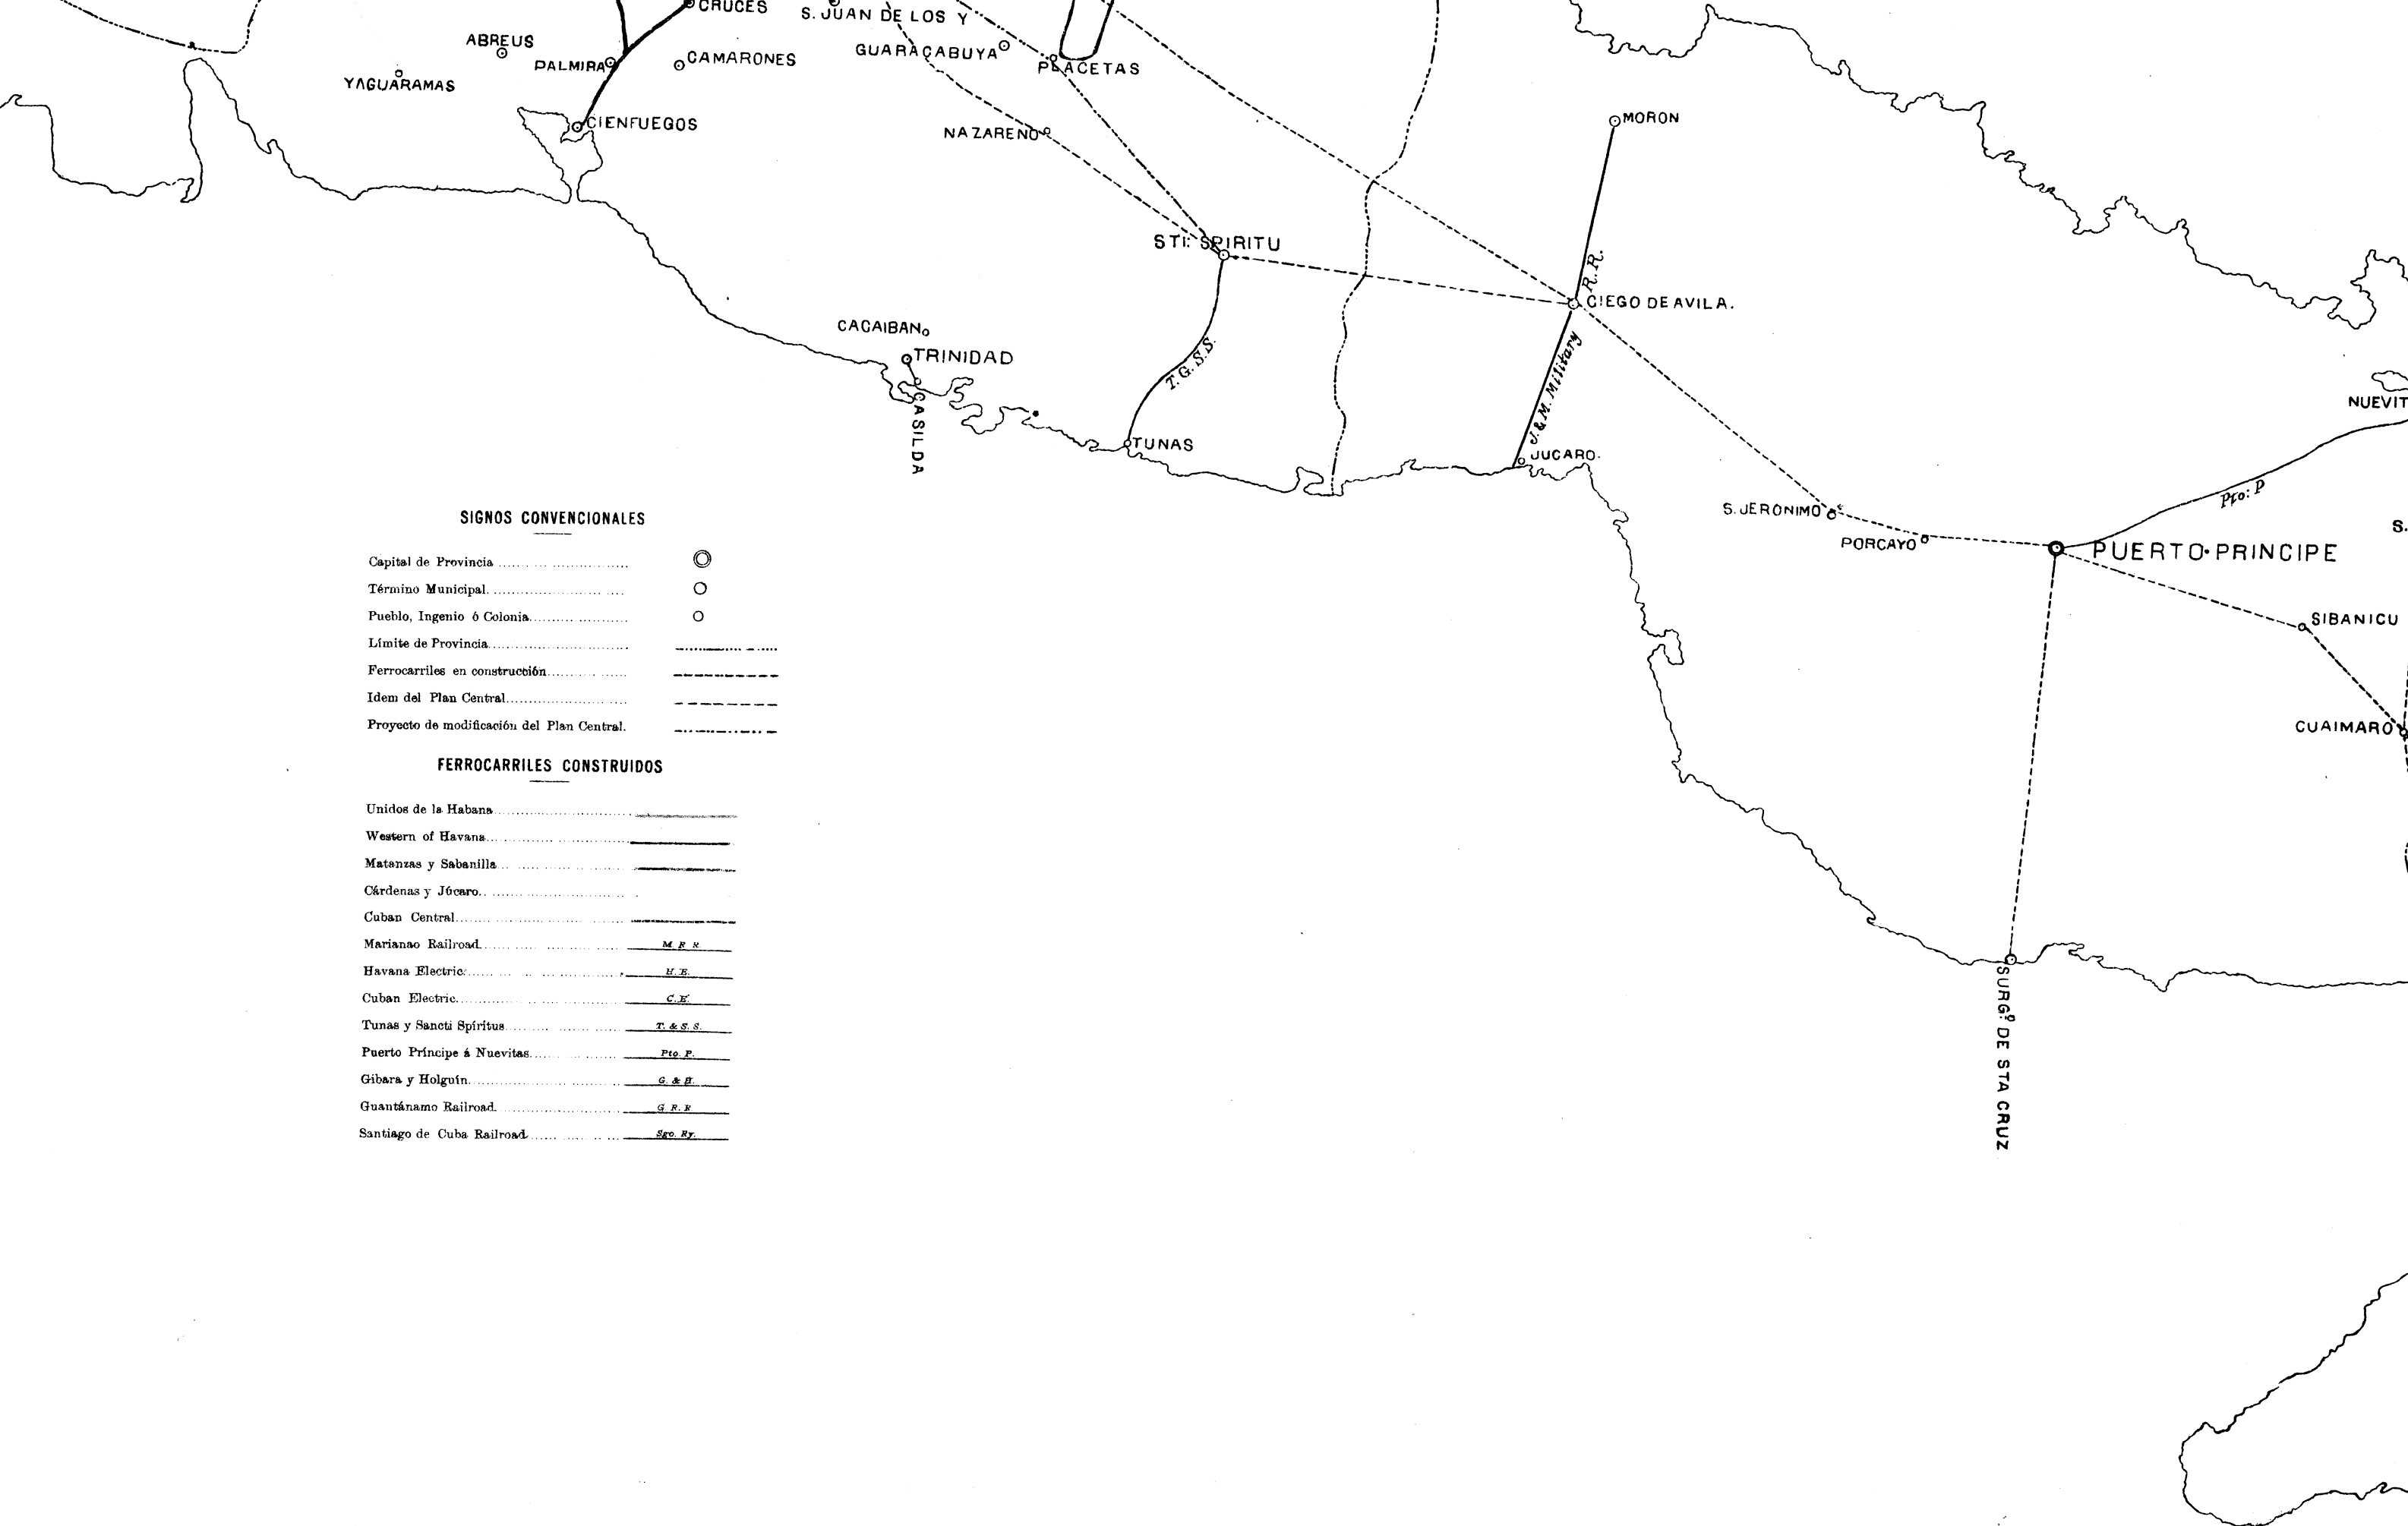 CRUCES
S. JUAN DE LOS Y
ABREUS
GUARACABUYA
PALMIRA
CAMARONES
PLACETAS
YAGUARAMAS
CIENFUEGOS
NAZARENO
MORON
STI: SPIRITU
R. R.
CIEGO DE AVILA.
CACAIBAN
TRINIDAD
T. G. S. S.
J. & M. Military
CASILDA
TUNAS
JUCARO.
NUEVIT
Pto: P
S. JERONIMO
PORCAYO
S.
PUERTO·PRINCIPE
SIBANICU
CUAIMARO
SURGº DE STA CRUZ
SIGNOS CONVENCIONALES
Capital de Provincia
Término Municipal
Pueblo, Ingenio ó Colonia
Límite de Provincia
Ferrocarriles en construcción
Idem del Plan Central
Proyecto de modificación del Plan Central.
FERROCARRILES CONSTRUIDOS
Unidos de la Habana
Western of Havana
Matanzas y Sabanilla
Cárdenas y Júcaro
Cuban Central
Marianao Railroad M. R R
Havana Electric H. E.
Cuban Electric C. E.
Tunas y Sancti Spíritus T. & S. S.
Puerto Príncipe á Nuevitas Pto. P.
Gibara y Holguín G. & H.
Guantánamo Railroad G. R. R
Santiago de Cuba Railroad Sgo. Ry.